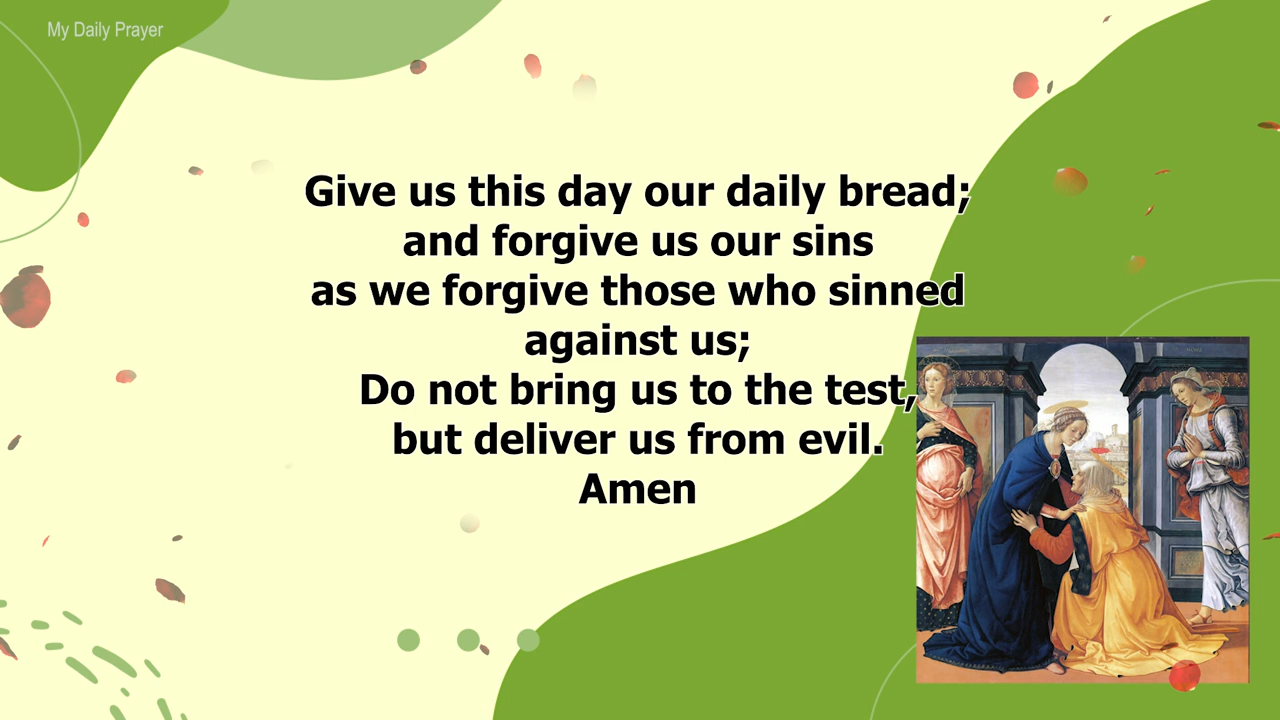 My Daily Prayer
Give us this day our daily bread;
and forgive us our sins
as we forgive those who sinned
against us;
Do not bring us to the test,
but deliver us from evil.
Amen